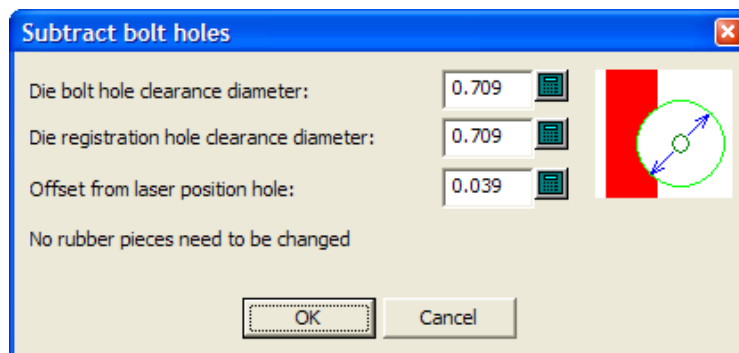 Subtract bolt holes
Die bolt hole clearance diameter: 0.709
Die registration hole clearance diameter: 0.709
Offset from laser position hole: 0.039
No rubber pieces need to be changed
OK Cancel